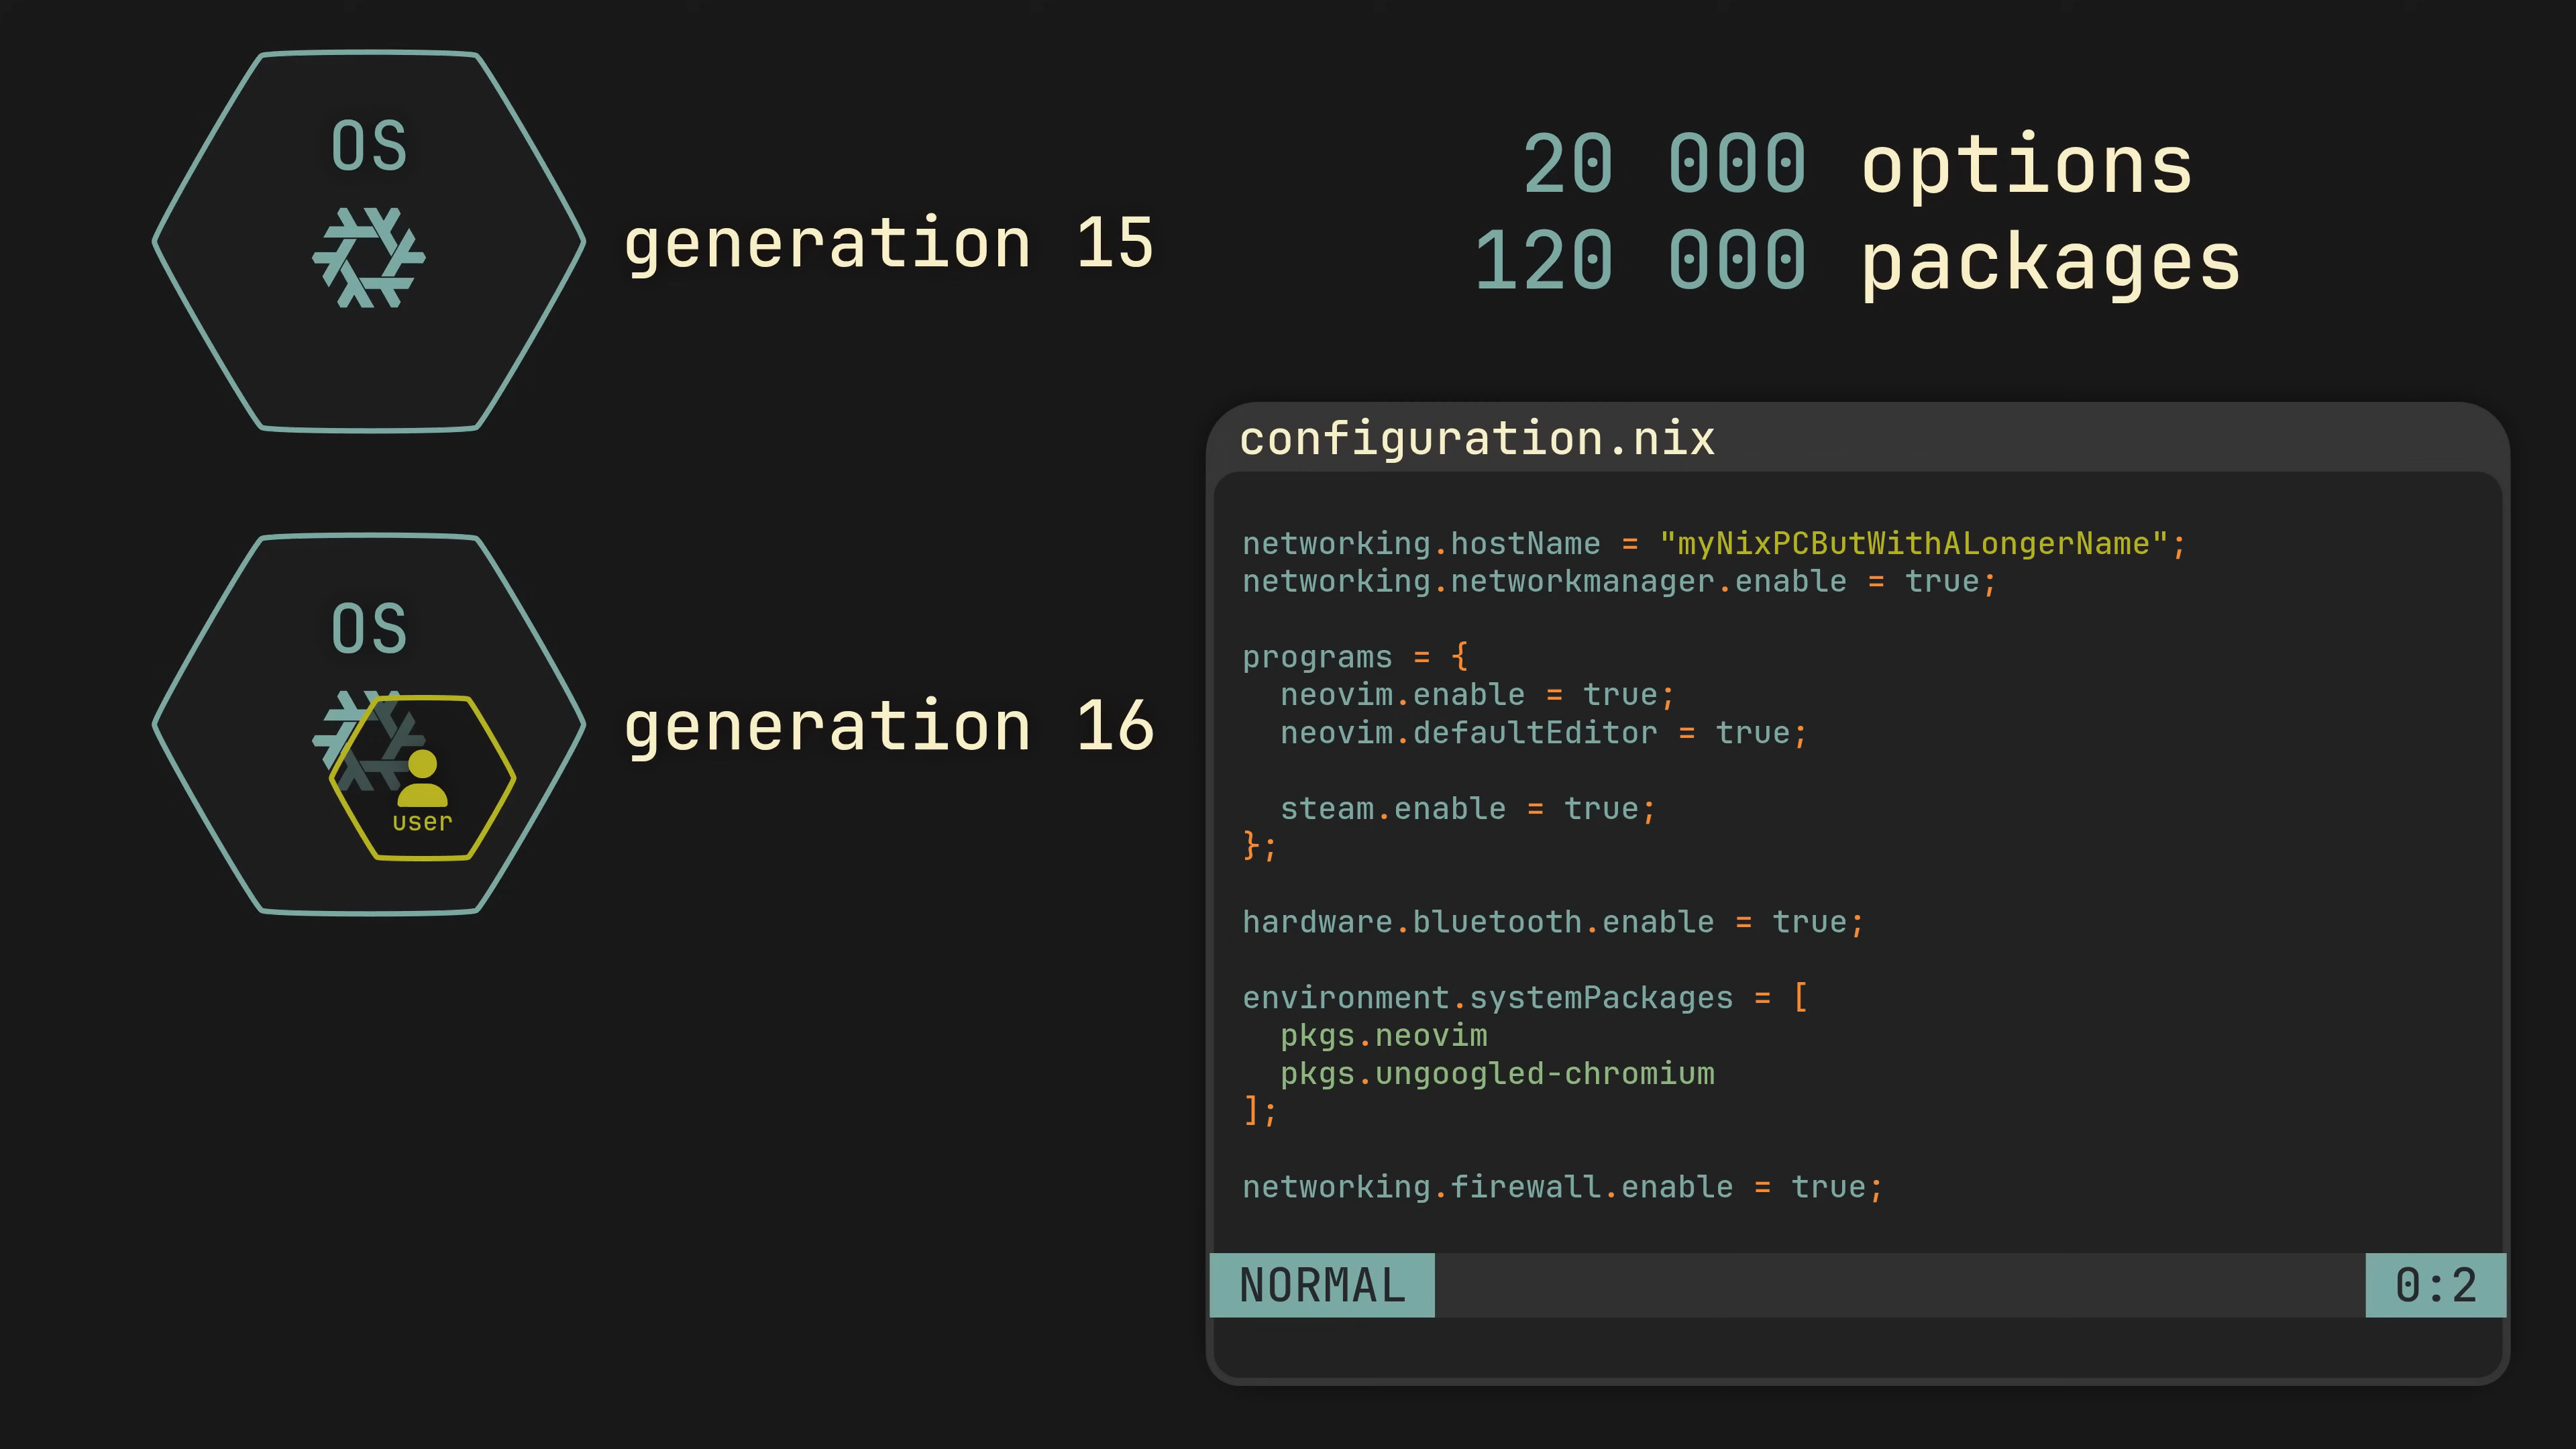 OS
generation 15
OS
user
generation 16
20 000 options
120 000 packages
configuration.nix
networking.hostName = "myNixPCButWithALongerName";
networking.networkmanager.enable = true;
programs = {
neovim.enable = true;
neovim.defaultEditor = true;
steam.enable = true;
};
hardware.bluetooth.enable = true;
environment.systemPackages = [
pkgs.neovim
pkgs.ungoogled-chromium
];
networking.firewall.enable = true;
NORMAL 0:2